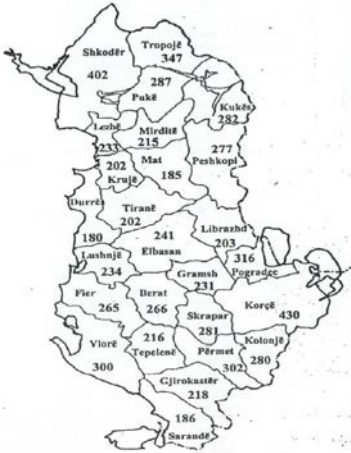 Shkodër
402
Tropojë
347
287
Pukë
Kukës
282
Lezhë
233
Mirditë
215
277
Peshkopi
202
Krujë
Mat
185
Durrës
180
Tiranë
202
241
Elbasan
Librazhd
203
Lushnjë
234
316
Pogradec
Gramsh
231
Fier
265
Berat
266
Skrapar
281
Korçë
430
Vlorë
300
216
Tepelenë
Përmet
302
Kolonjë
280
Gjirokastër
218
186
Sarandë